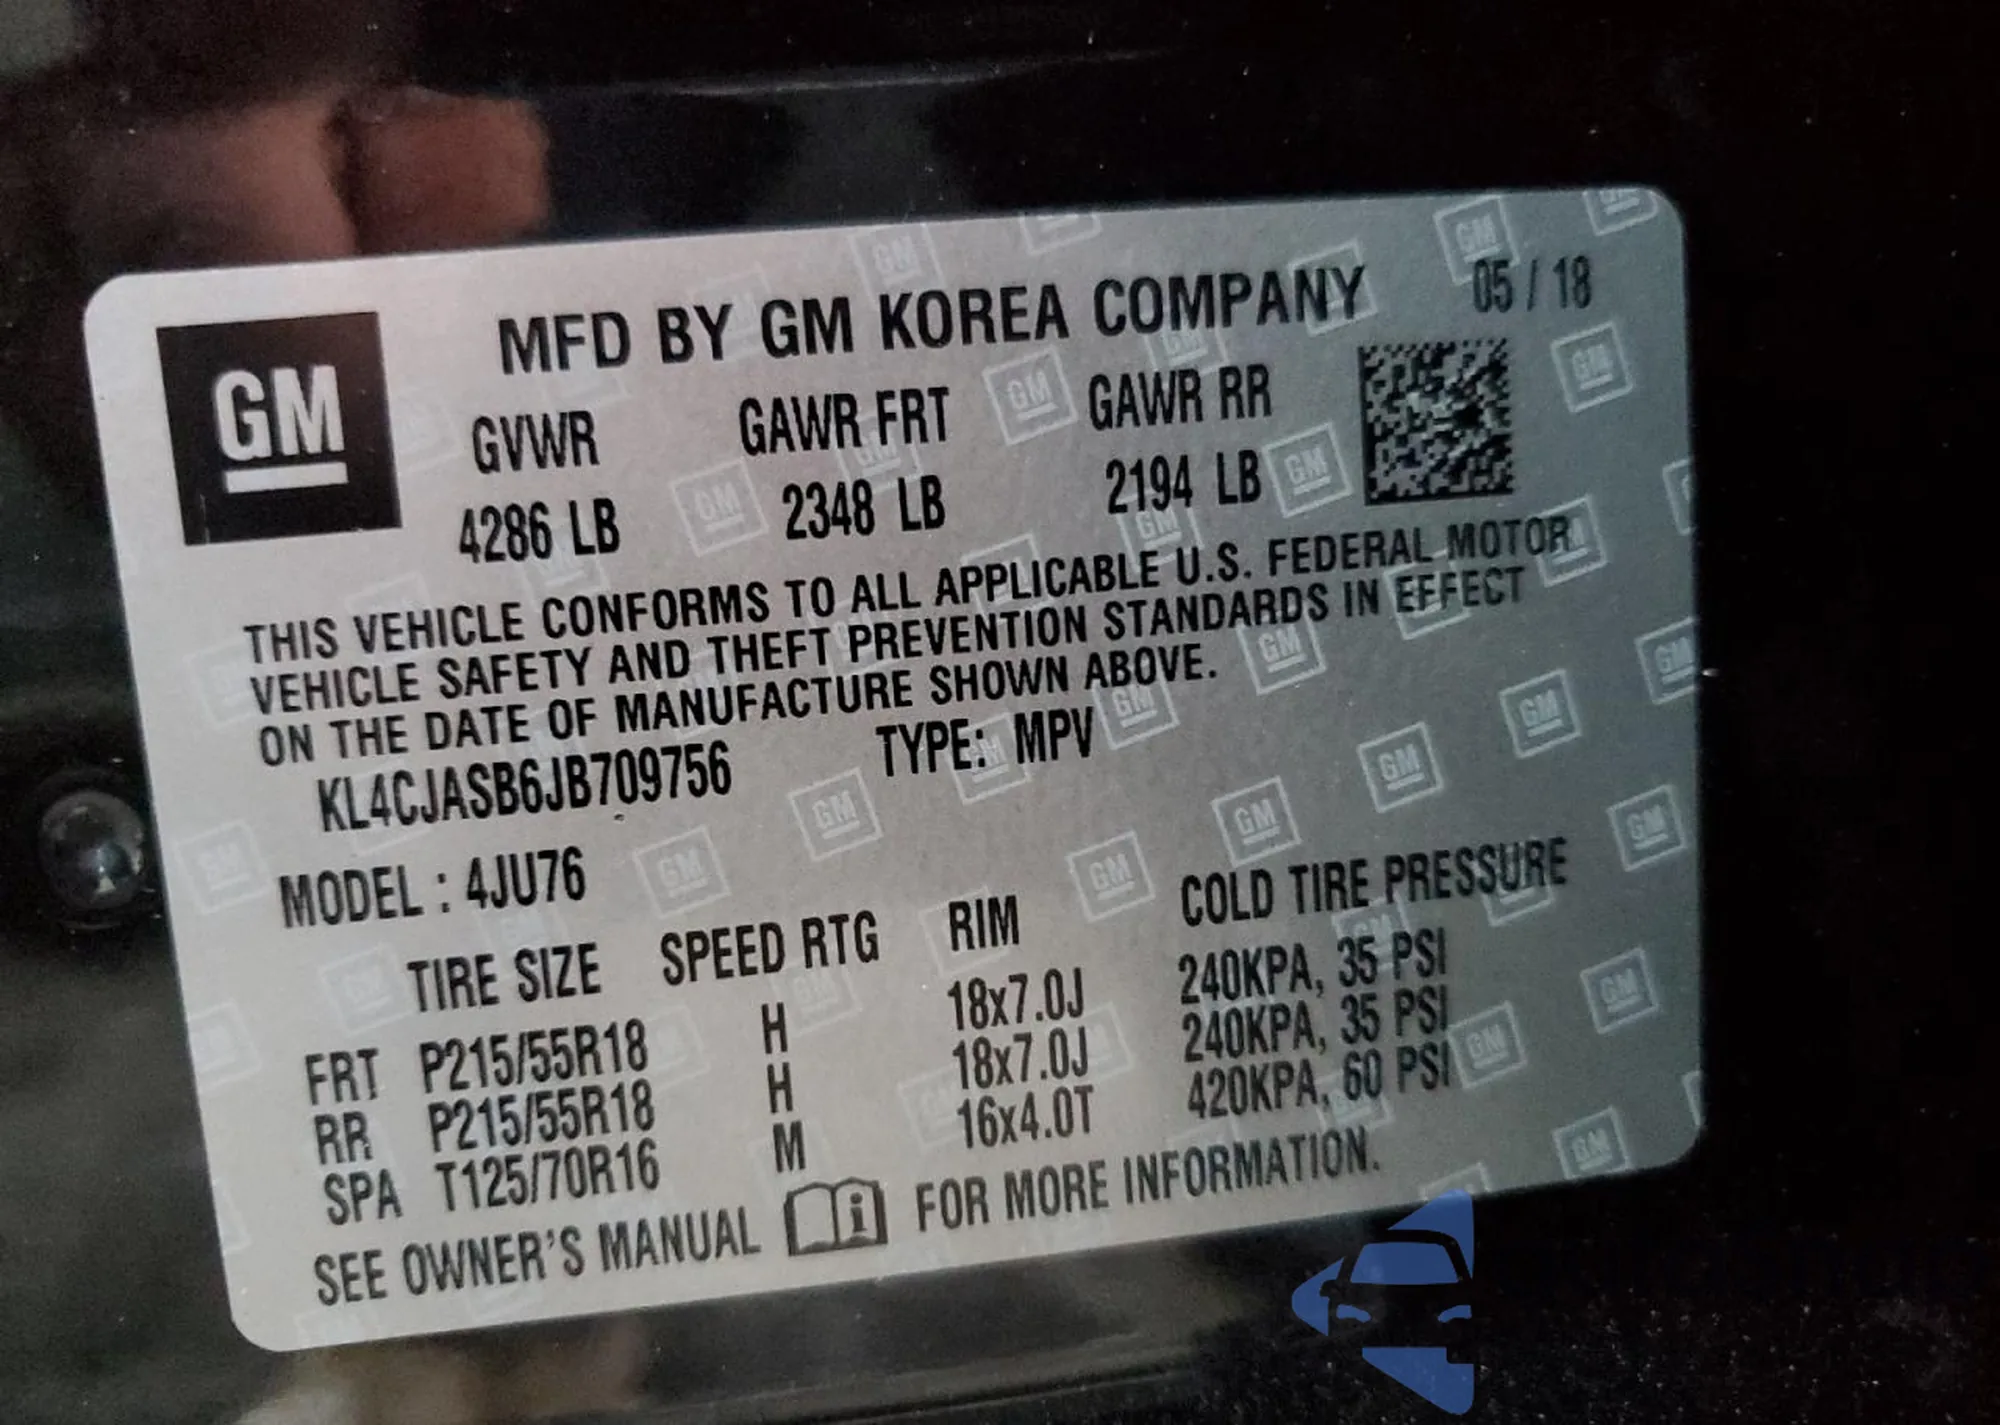 GM MFD BY GM KOREA COMPANY 05 / 18
GVWR GAWR FRT GAWR RR
4286 LB 2348 LB 2194 LB
THIS VEHICLE CONFORMS TO ALL APPLICABLE U.S. FEDERAL MOTOR
VEHICLE SAFETY AND THEFT PREVENTION STANDARDS IN EFFECT
ON THE DATE OF MANUFACTURE SHOWN ABOVE.
KL4CJASB6JB709756 TYPE: MPV
MODEL : 4JU76
TIRE SIZE SPEED RTG RIM COLD TIRE PRESSURE
FRT P215/55R18 H 18x7.0J 240KPA, 35 PSI
RR P215/55R18 H 18x7.0J 240KPA, 35 PSI
SPA T125/70R16 M 16x4.0T 420KPA, 60 PSI
SEE OWNER'S MANUAL FOR MORE INFORMATION.